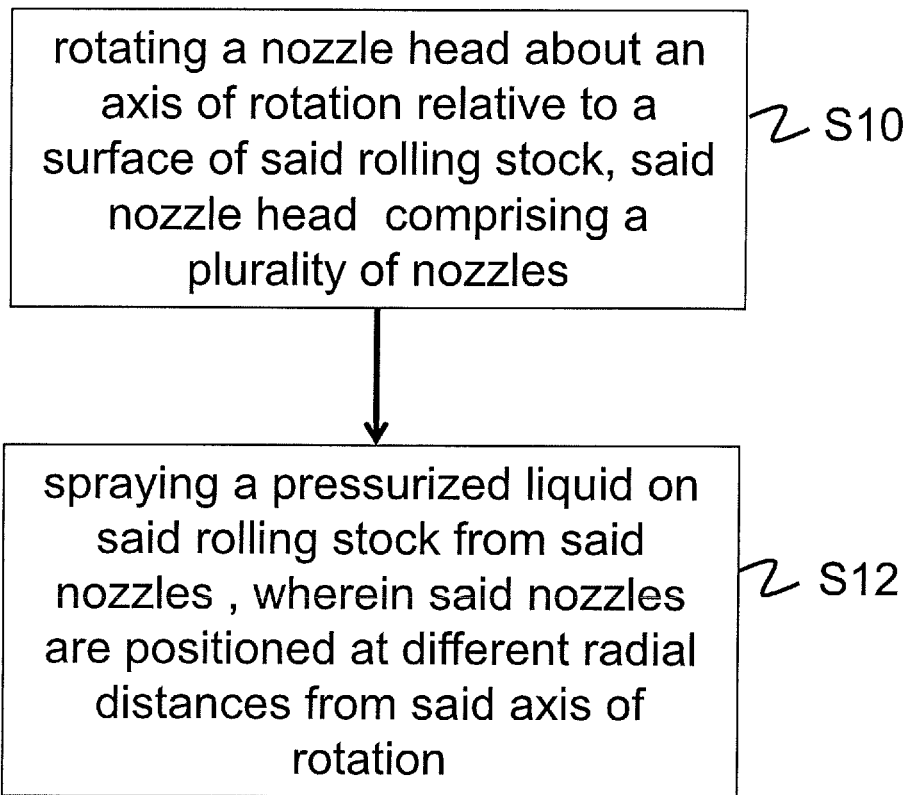 rotating a nozzle head about an
axis of rotation relative to a
surface of said rolling stock, said
nozzle head comprising a
plurality of nozzles
S10
spraying a pressurized liquid on
said rolling stock from said
nozzles , wherein said nozzles
are positioned at different radial
distances from said axis of
rotation
S12